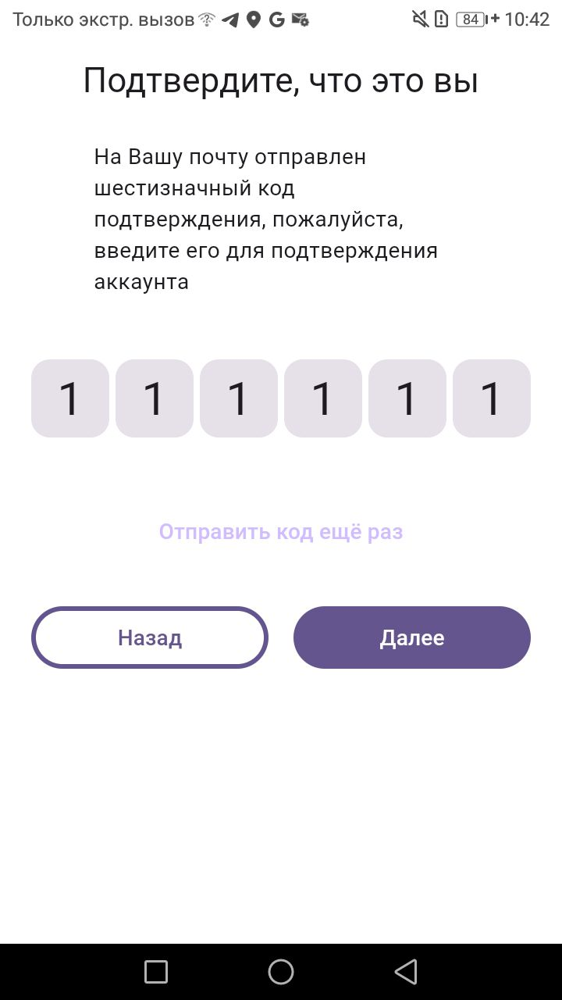 Только экстр. вызов 84 10:42
Подтвердите, что это вы
На Вашу почту отправлен
шестизначный код
подтверждения, пожалуйста,
введите его для подтверждения
аккаунта
1 1 1 1 1 1
Отправить код ещё раз
Назад Далее